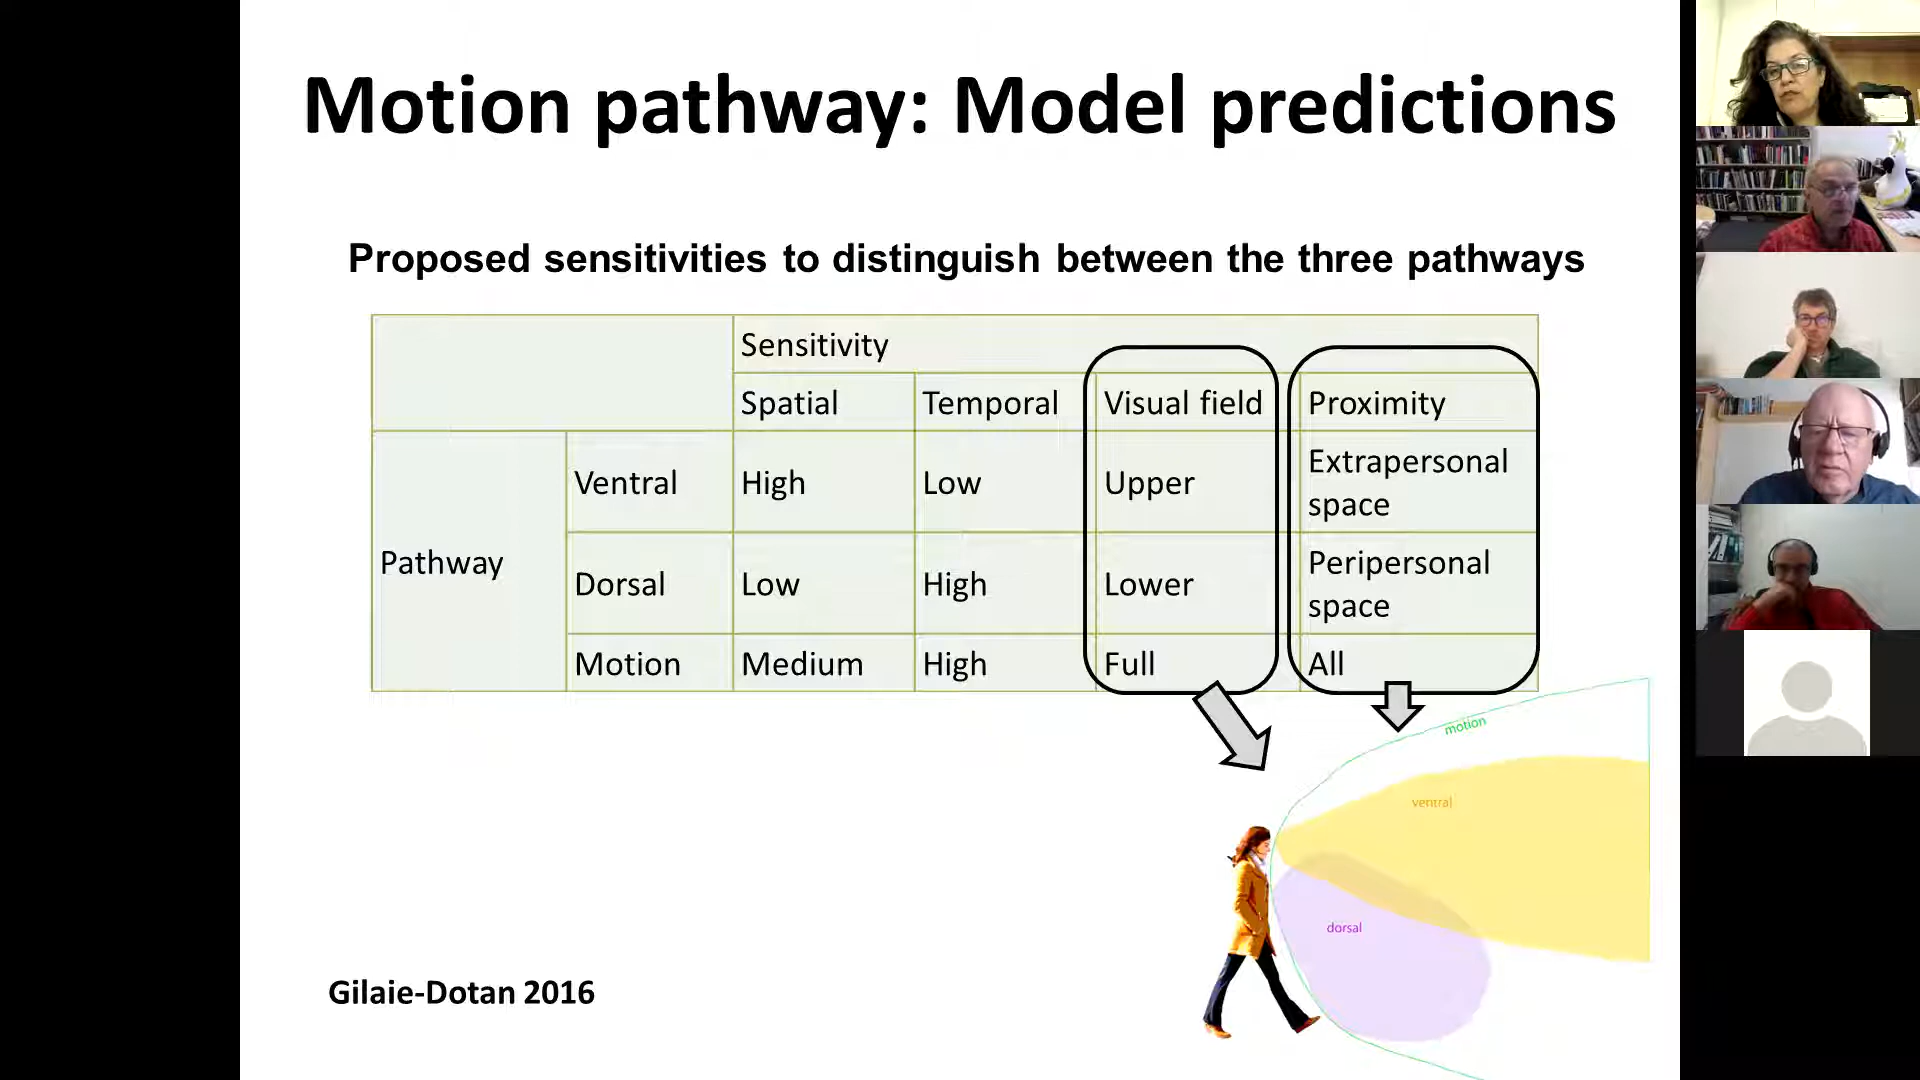 Motion pathway: Model predictions
Proposed sensitivities to distinguish between the three pathways
Sensitivity
Spatial Temporal Visual field Proximity
Pathway
Ventral High Low Upper Extrapersonal space
Dorsal Low High Lower Peripersonal space
Motion Medium High Full All
motion
ventral
dorsal
Gilaie-Dotan 2016